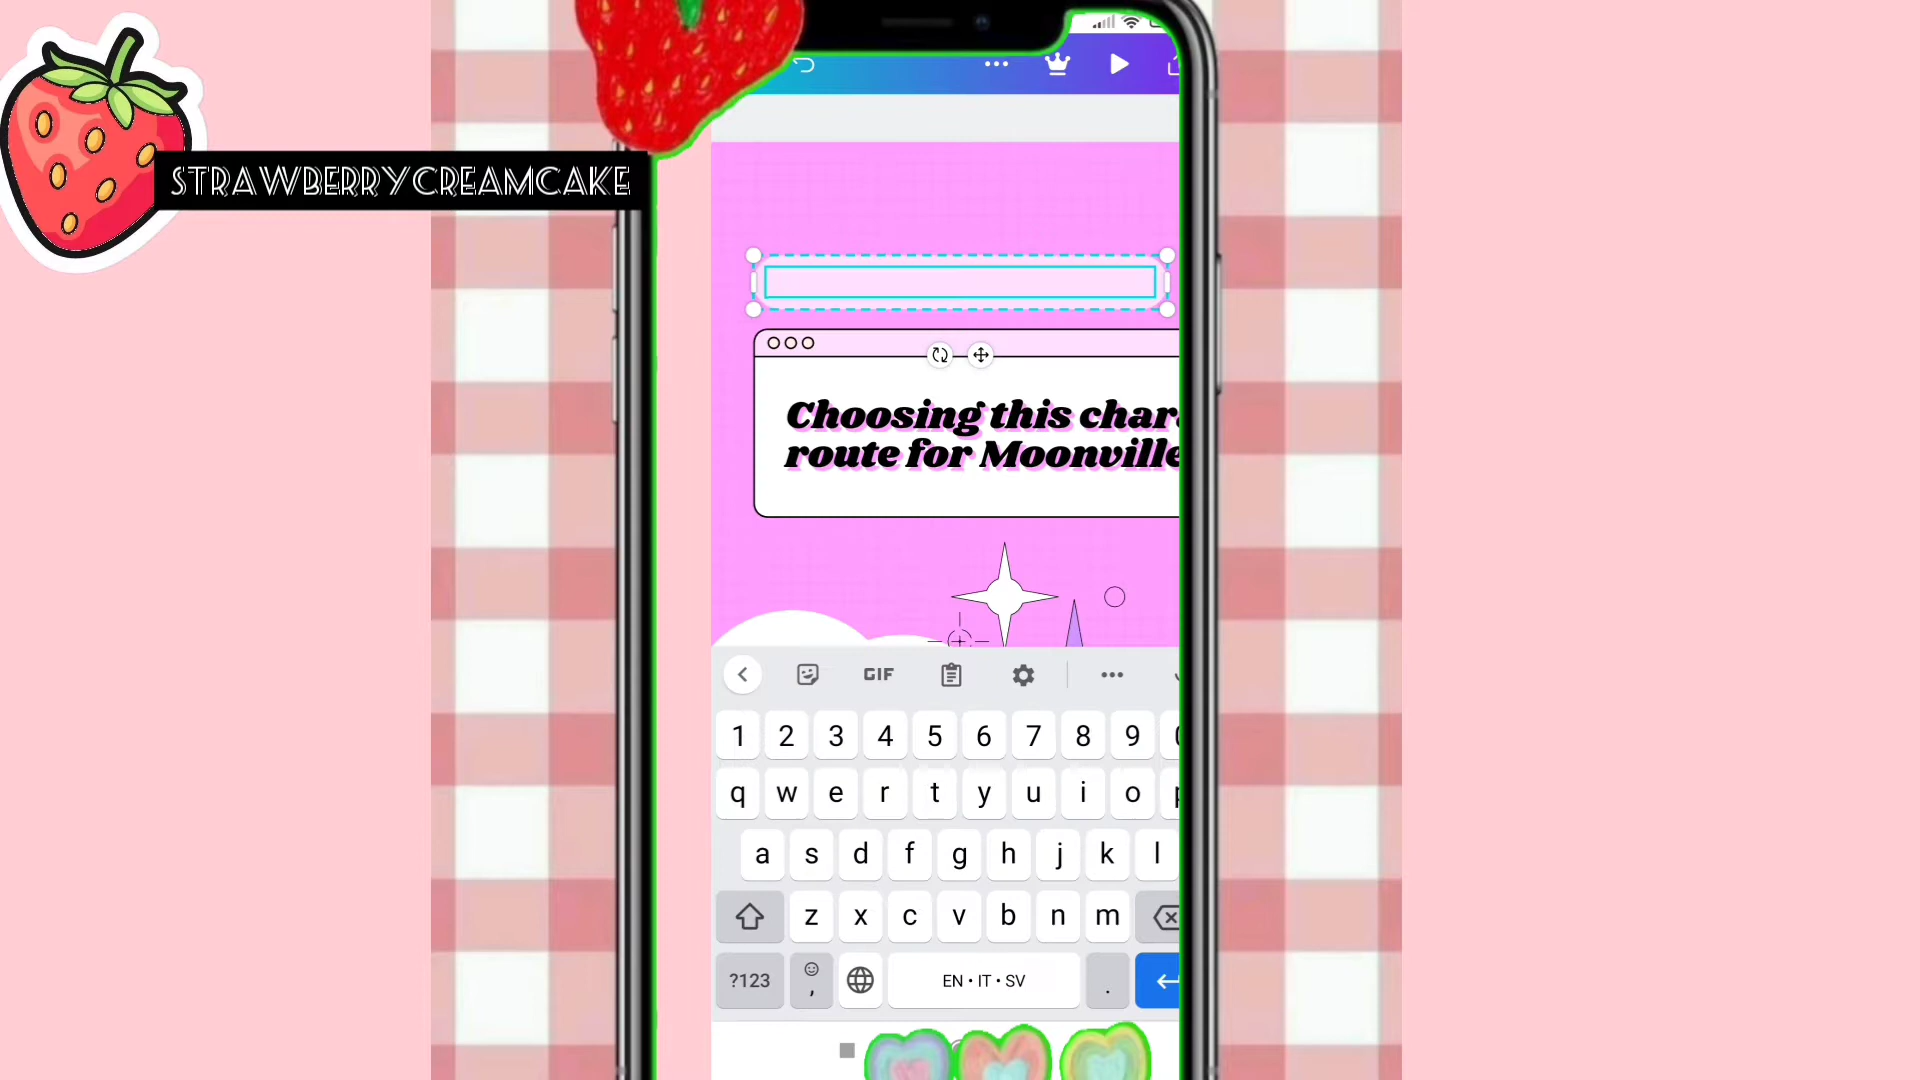 STRAWBERRYCREAMCAKE
Choosing this char
route for Moonville
GIF
1 2 3 4 5 6 7 8 9
q w e r t y u i o p
a s d f g h j k l
z x c v b n m
?123 , EN • IT • SV .